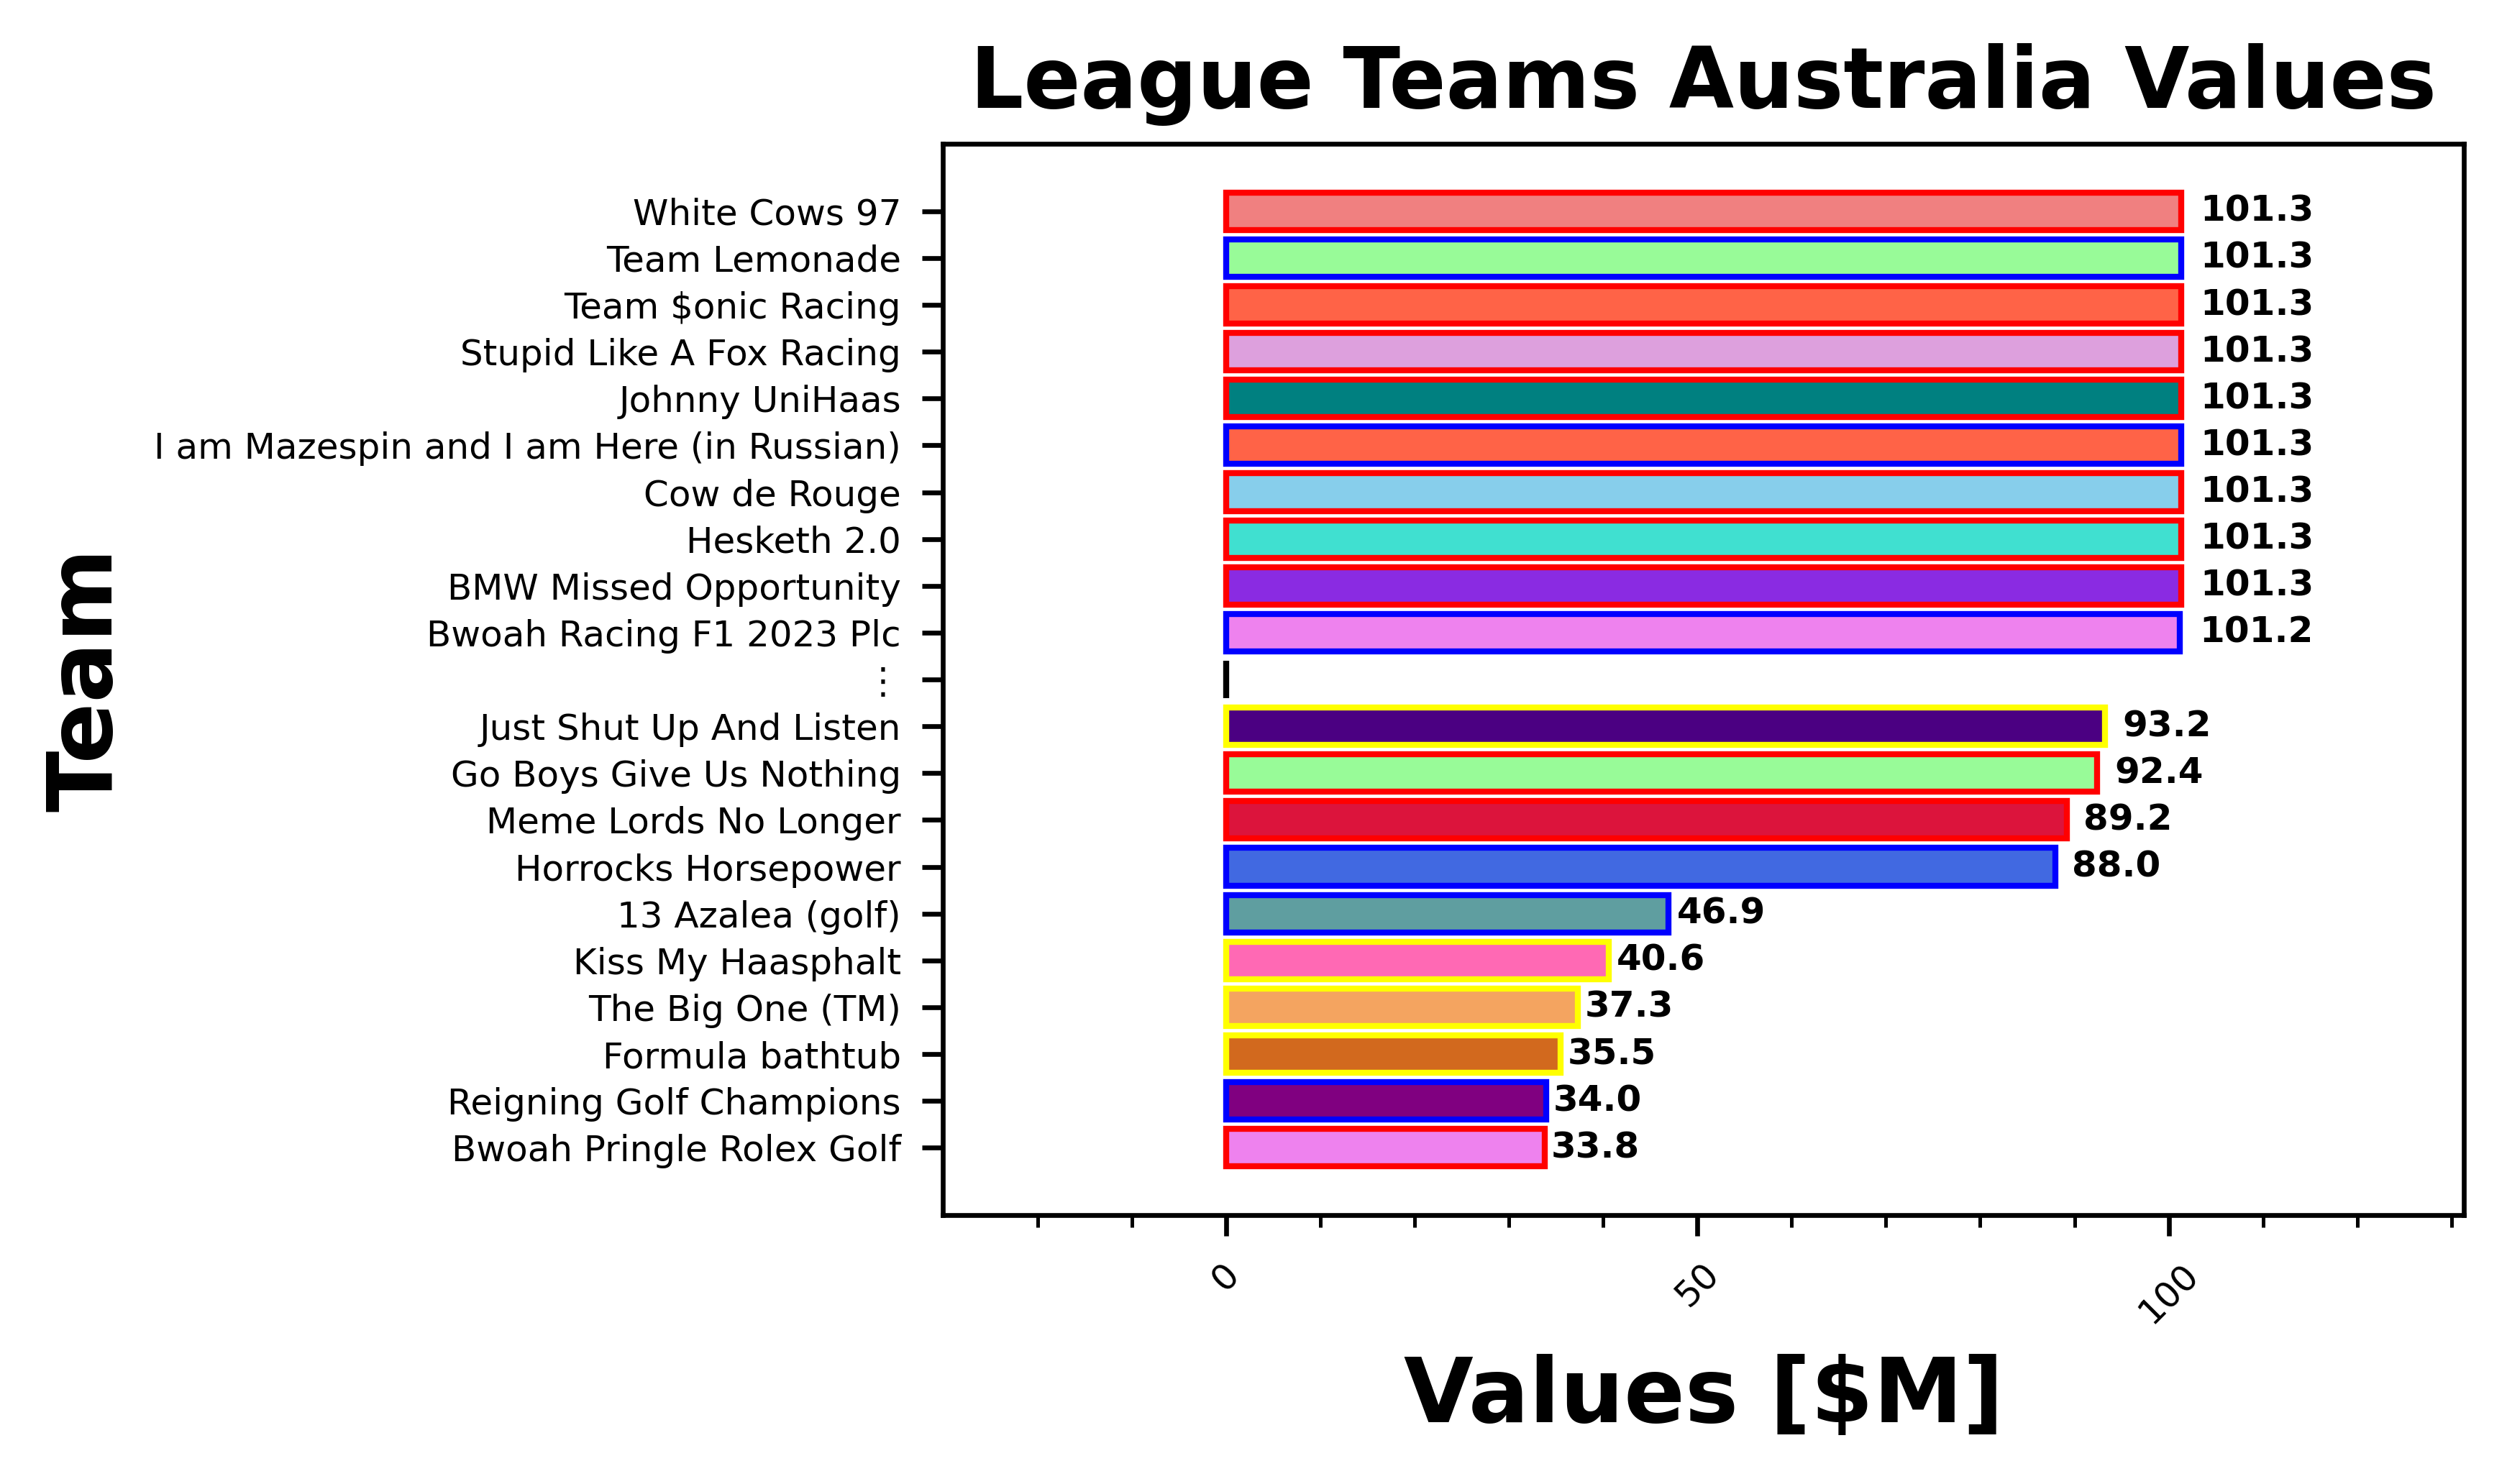 League Teams Australia Values
White Cows 97 101.3
Team Lemonade 101.3
Team $onic Racing 101.3
Stupid Like A Fox Racing 101.3
Johnny UniHaas 101.3
I am Mazespin and I am Here (in Russian) 101.3
Cow de Rouge 101.3
Hesketh 2.0 101.3
BMW Missed Opportunity 101.3
Bwoah Racing F1 2023 Plc 101.2
⋮
Just Shut Up And Listen 93.2
Go Boys Give Us Nothing 92.4
Meme Lords No Longer 89.2
Horrocks Horsepower 88.0
13 Azalea (golf) 46.9
Kiss My Haasphalt 40.6
The Big One (TM) 37.3
Formula bathtub 35.5
Reigning Golf Champions 34.0
Bwoah Pringle Rolex Golf 33.8
Team
0 50 100
Values [$M]